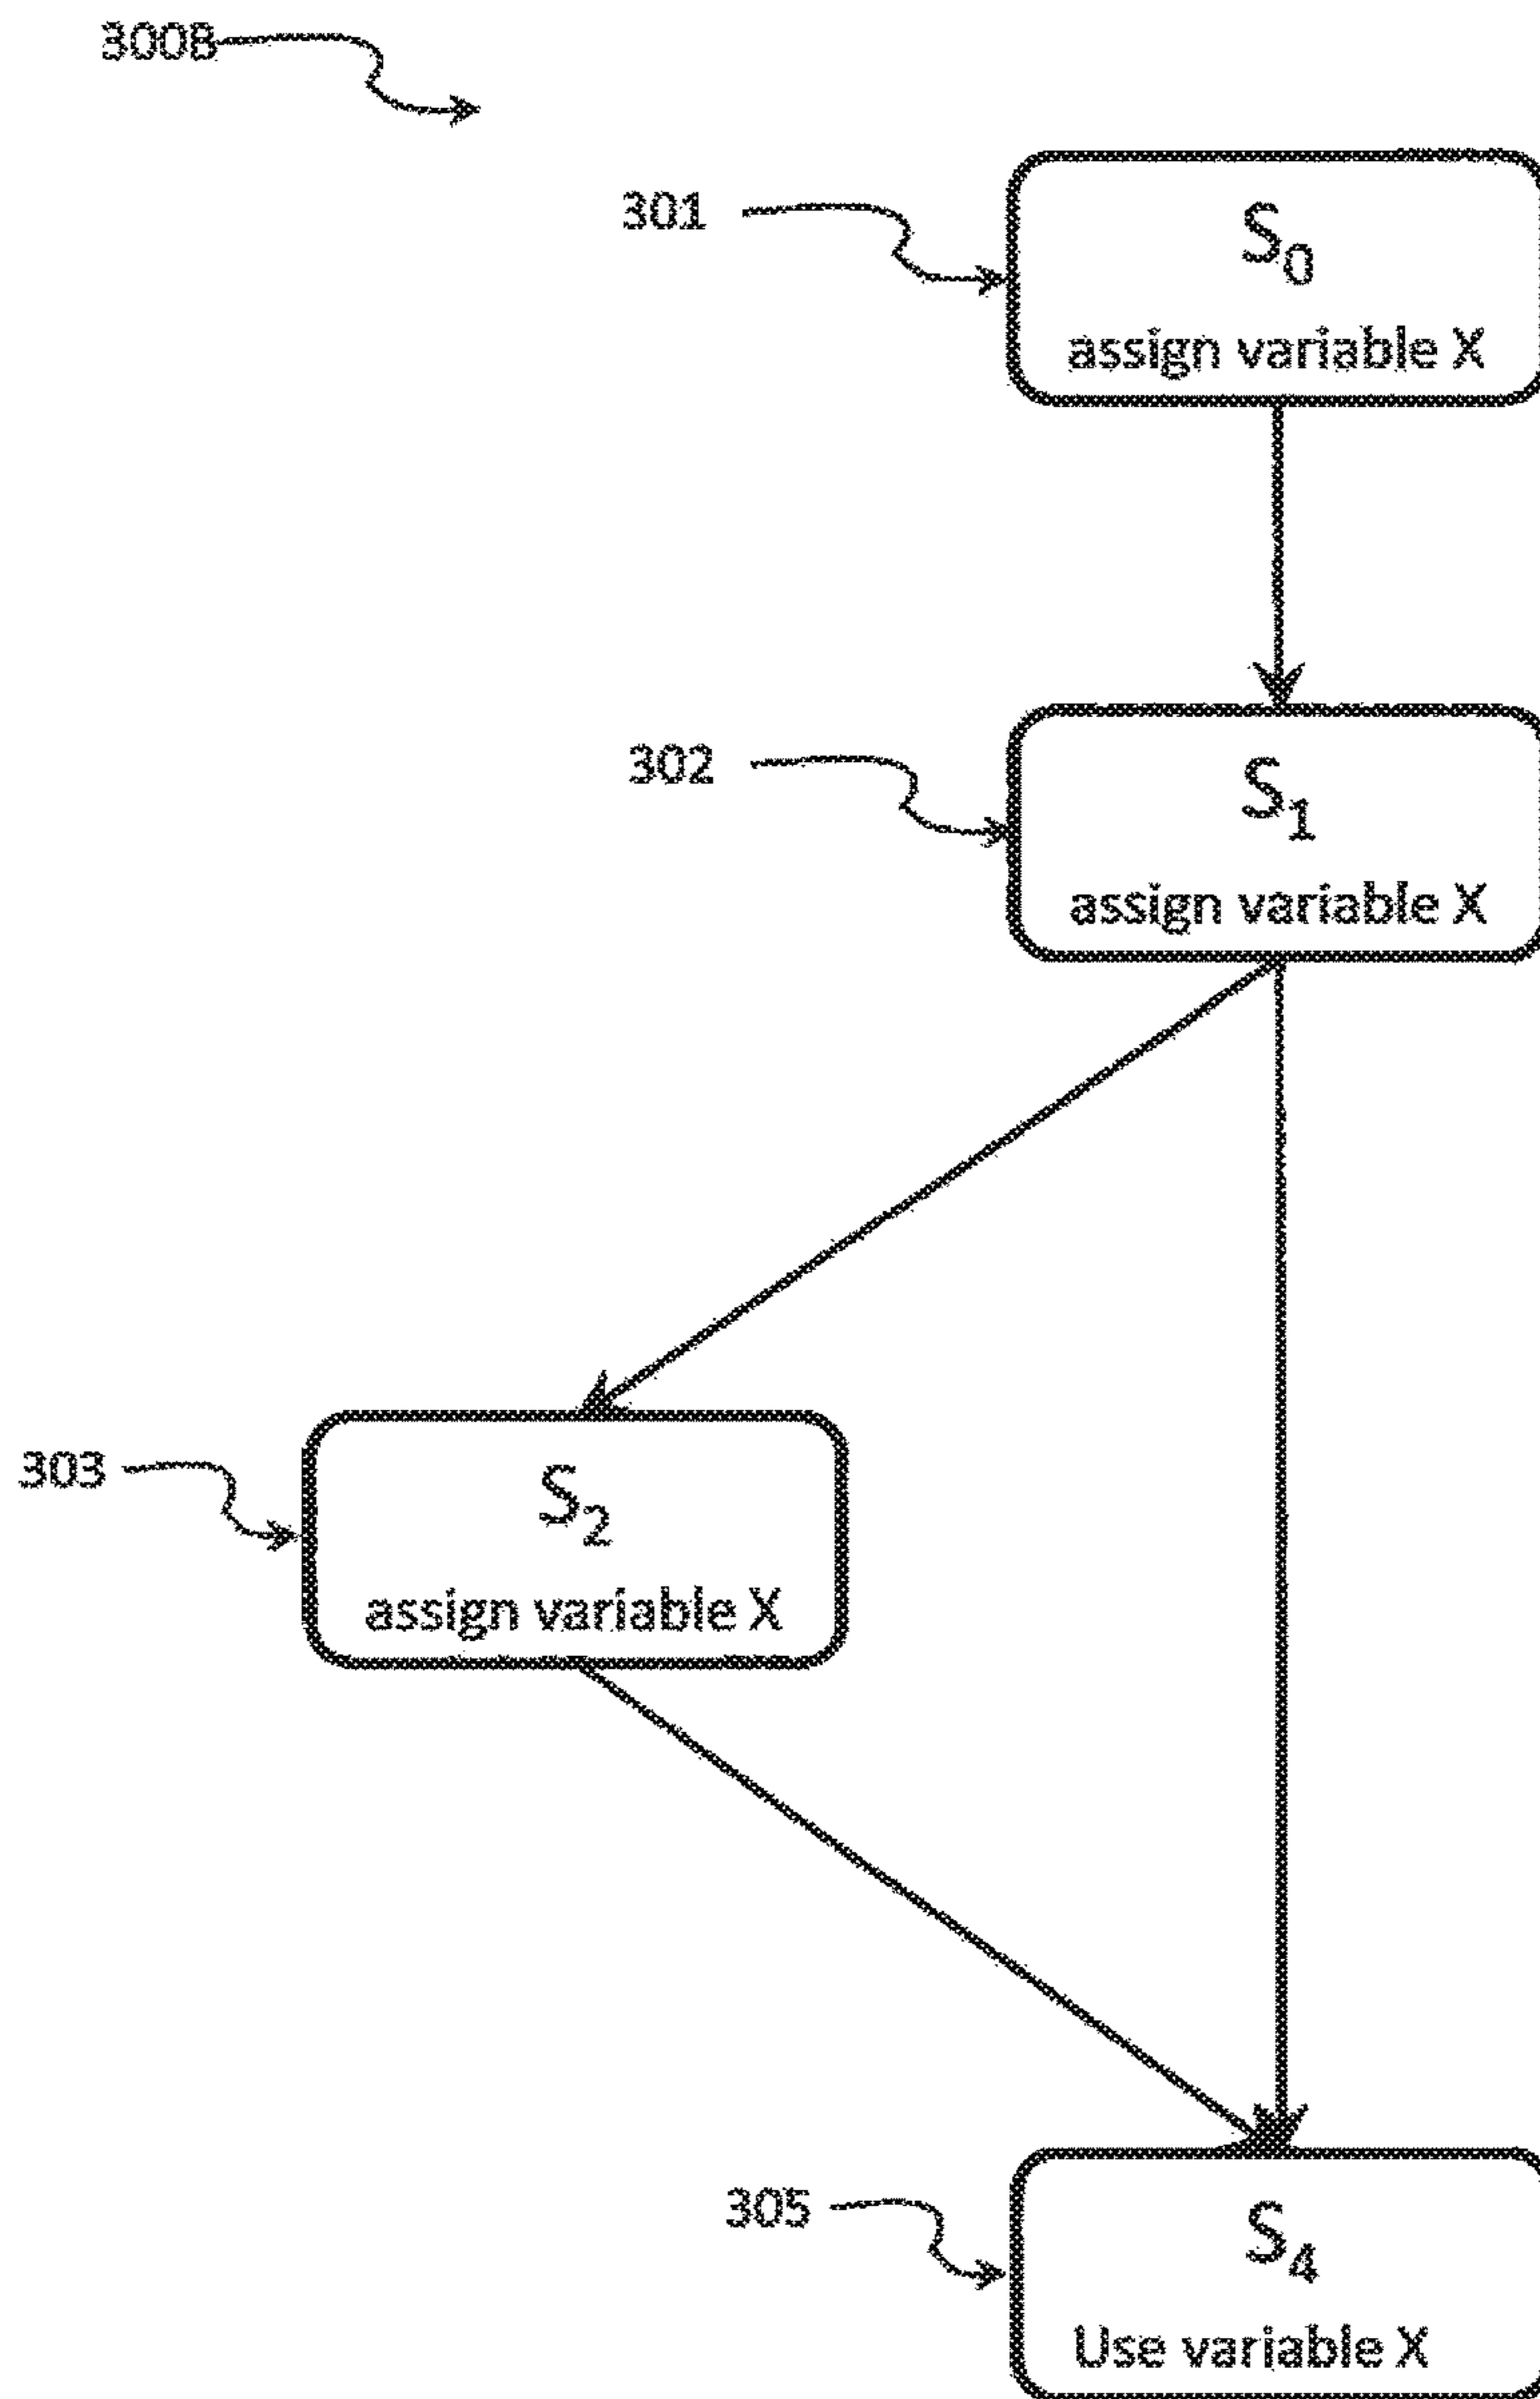 300B
301
S0
assign variable X
302
S1
assign variable X
303
S2
assign variable X
305
S4
Use variable X